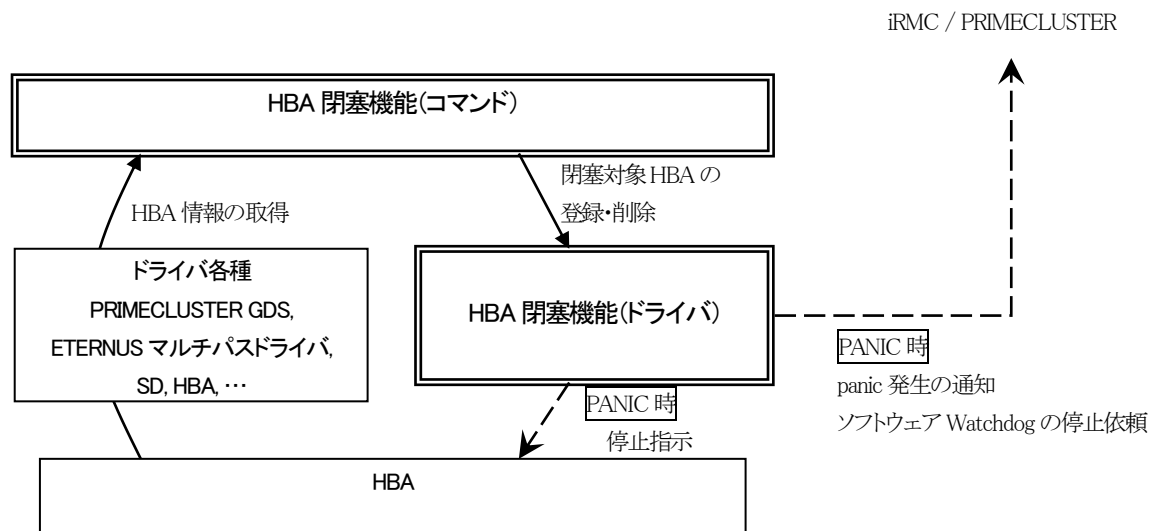 iRMC / PRIMECLUSTER
HBA 閉塞機能(コマンド)
閉塞対象 HBA の
登録・削除
HBA 情報の取得
ドライバ各種
PRIMECLUSTER GDS,
ETERNUS マルチパスドライバ,
SD, HBA, …
HBA 閉塞機能(ドライバ)
PANIC 時
panic 発生の通知
ソフトウェア Watchdog の停止依頼
PANIC 時
停止指示
HBA